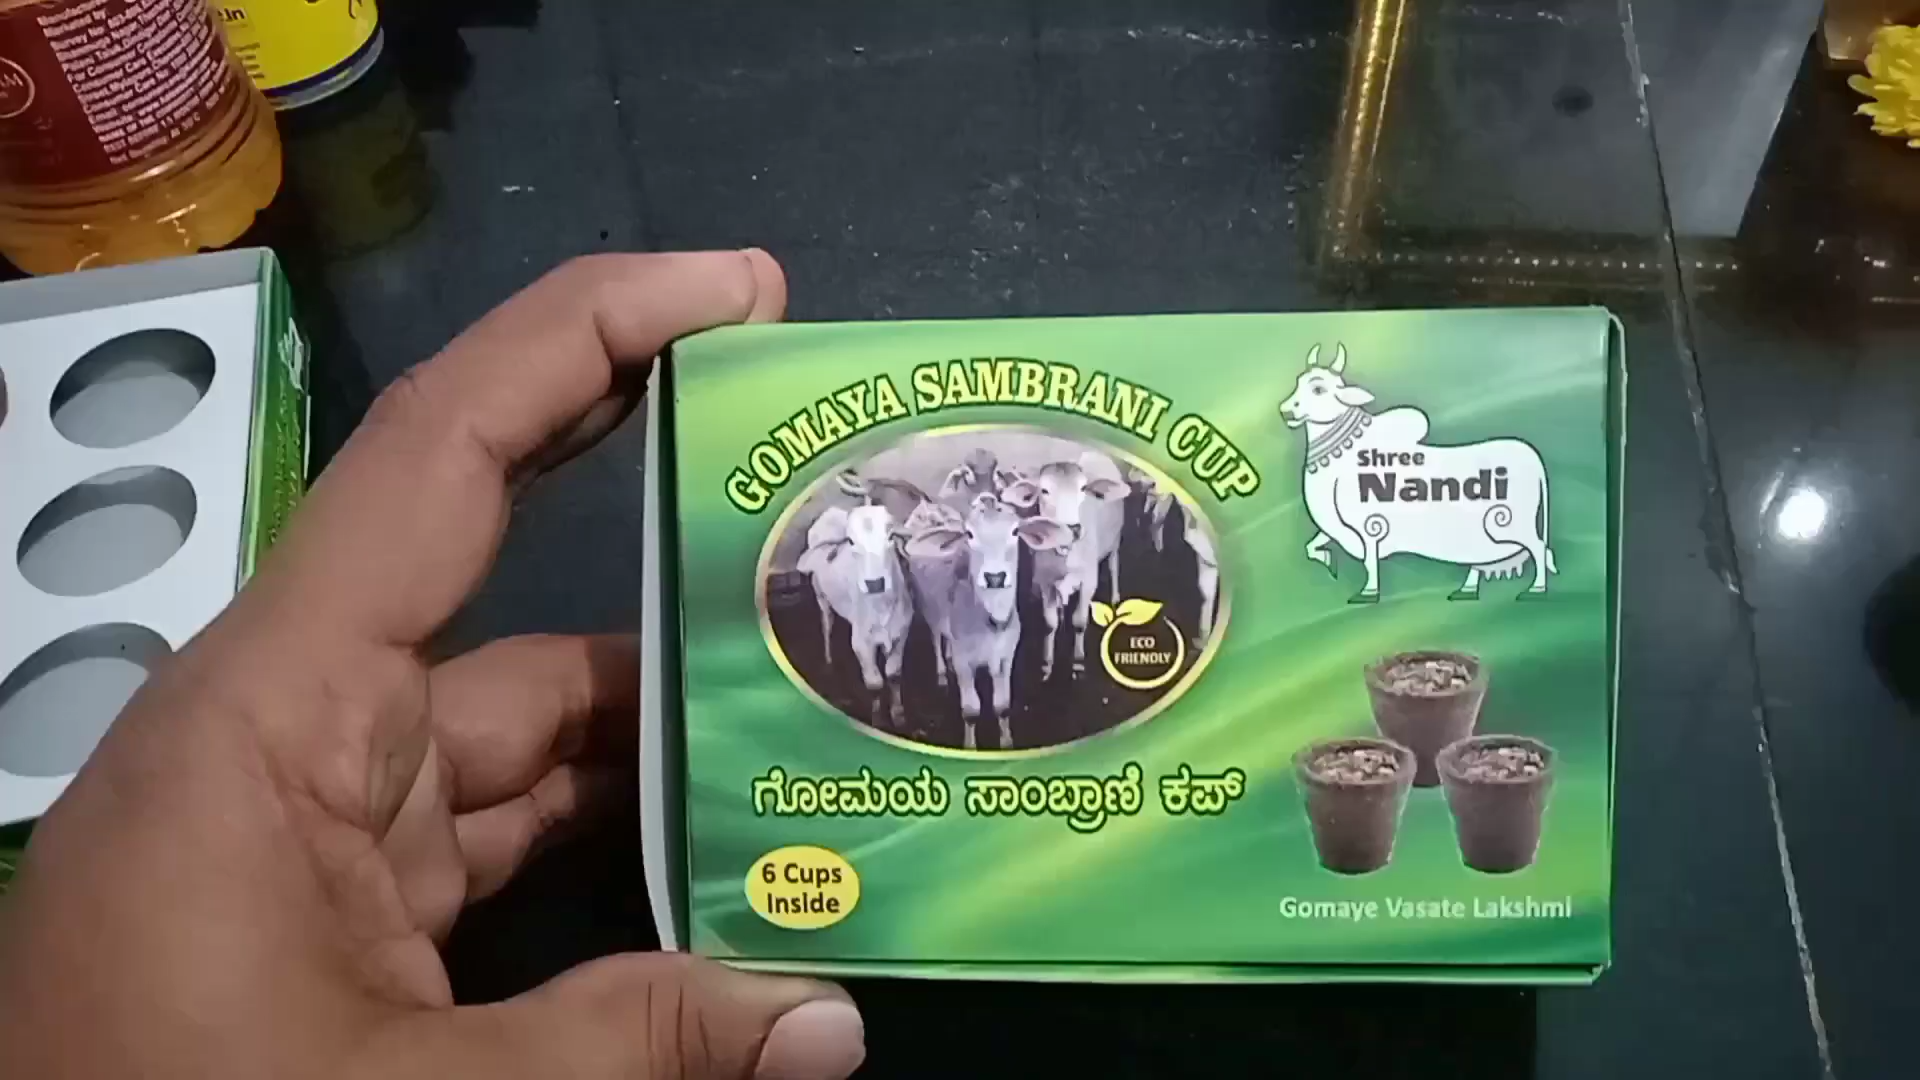 GOMAYA SAMBRANI CUP
Shree
Nandi
ECO
FRIENDLY
ಗೋಮಯ ಸಾಂಬ್ರಾಣಿ ಕಪ್
6 Cups
Inside
Gomaye Vasate Lakshmi